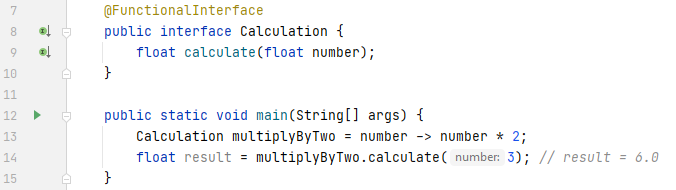 7 @FunctionalInterface
8 public interface Calculation {
9 float calculate(float number);
10 }
11
12 public static void main(String[] args) {
13 Calculation multiplyByTwo = number -> number * 2;
14 float result = multiplyByTwo.calculate( number: 3); // result = 6.0
15 }